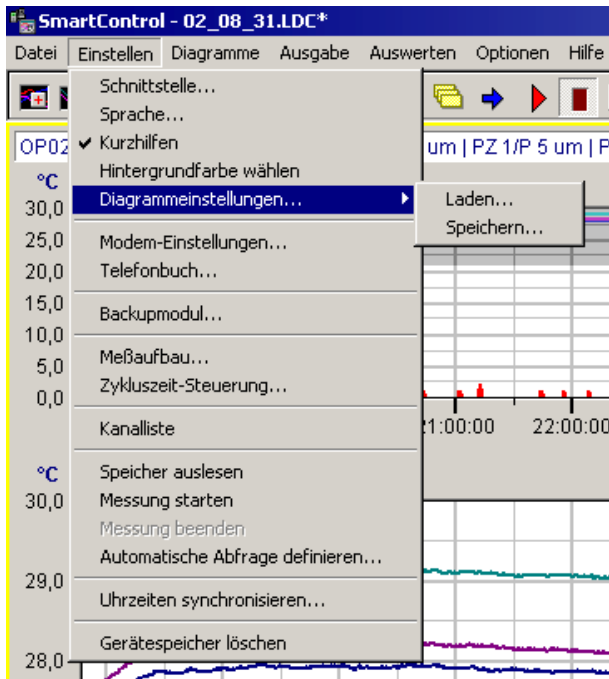 SmartControl - 02_08_31.LDC*
Datei Einstellen Diagramme Ausgabe Auswerten Optionen Hilfe
Schnittstelle...
Sprache...
Kurzhilfen
Hintergrundfarbe wählen
Diagrammeinstellungen...
Laden...
Speichern...
Modem-Einstellungen...
Telefonbuch...
Backupmodul...
Meßaufbau...
Zykluszeit-Steuerung...
Kanalliste
Speicher auslesen
Messung starten
Messung beenden
Automatische Abfrage definieren...
Uhrzeiten synchronisieren...
Gerätespeicher löschen
OP02 um | PZ 1/P 5 um | P
°C
30,0
25,0
20,0
15,0
10,0
5,0
0,0
21:00:00 22:00:00
°C
30,0
29,0
28,0